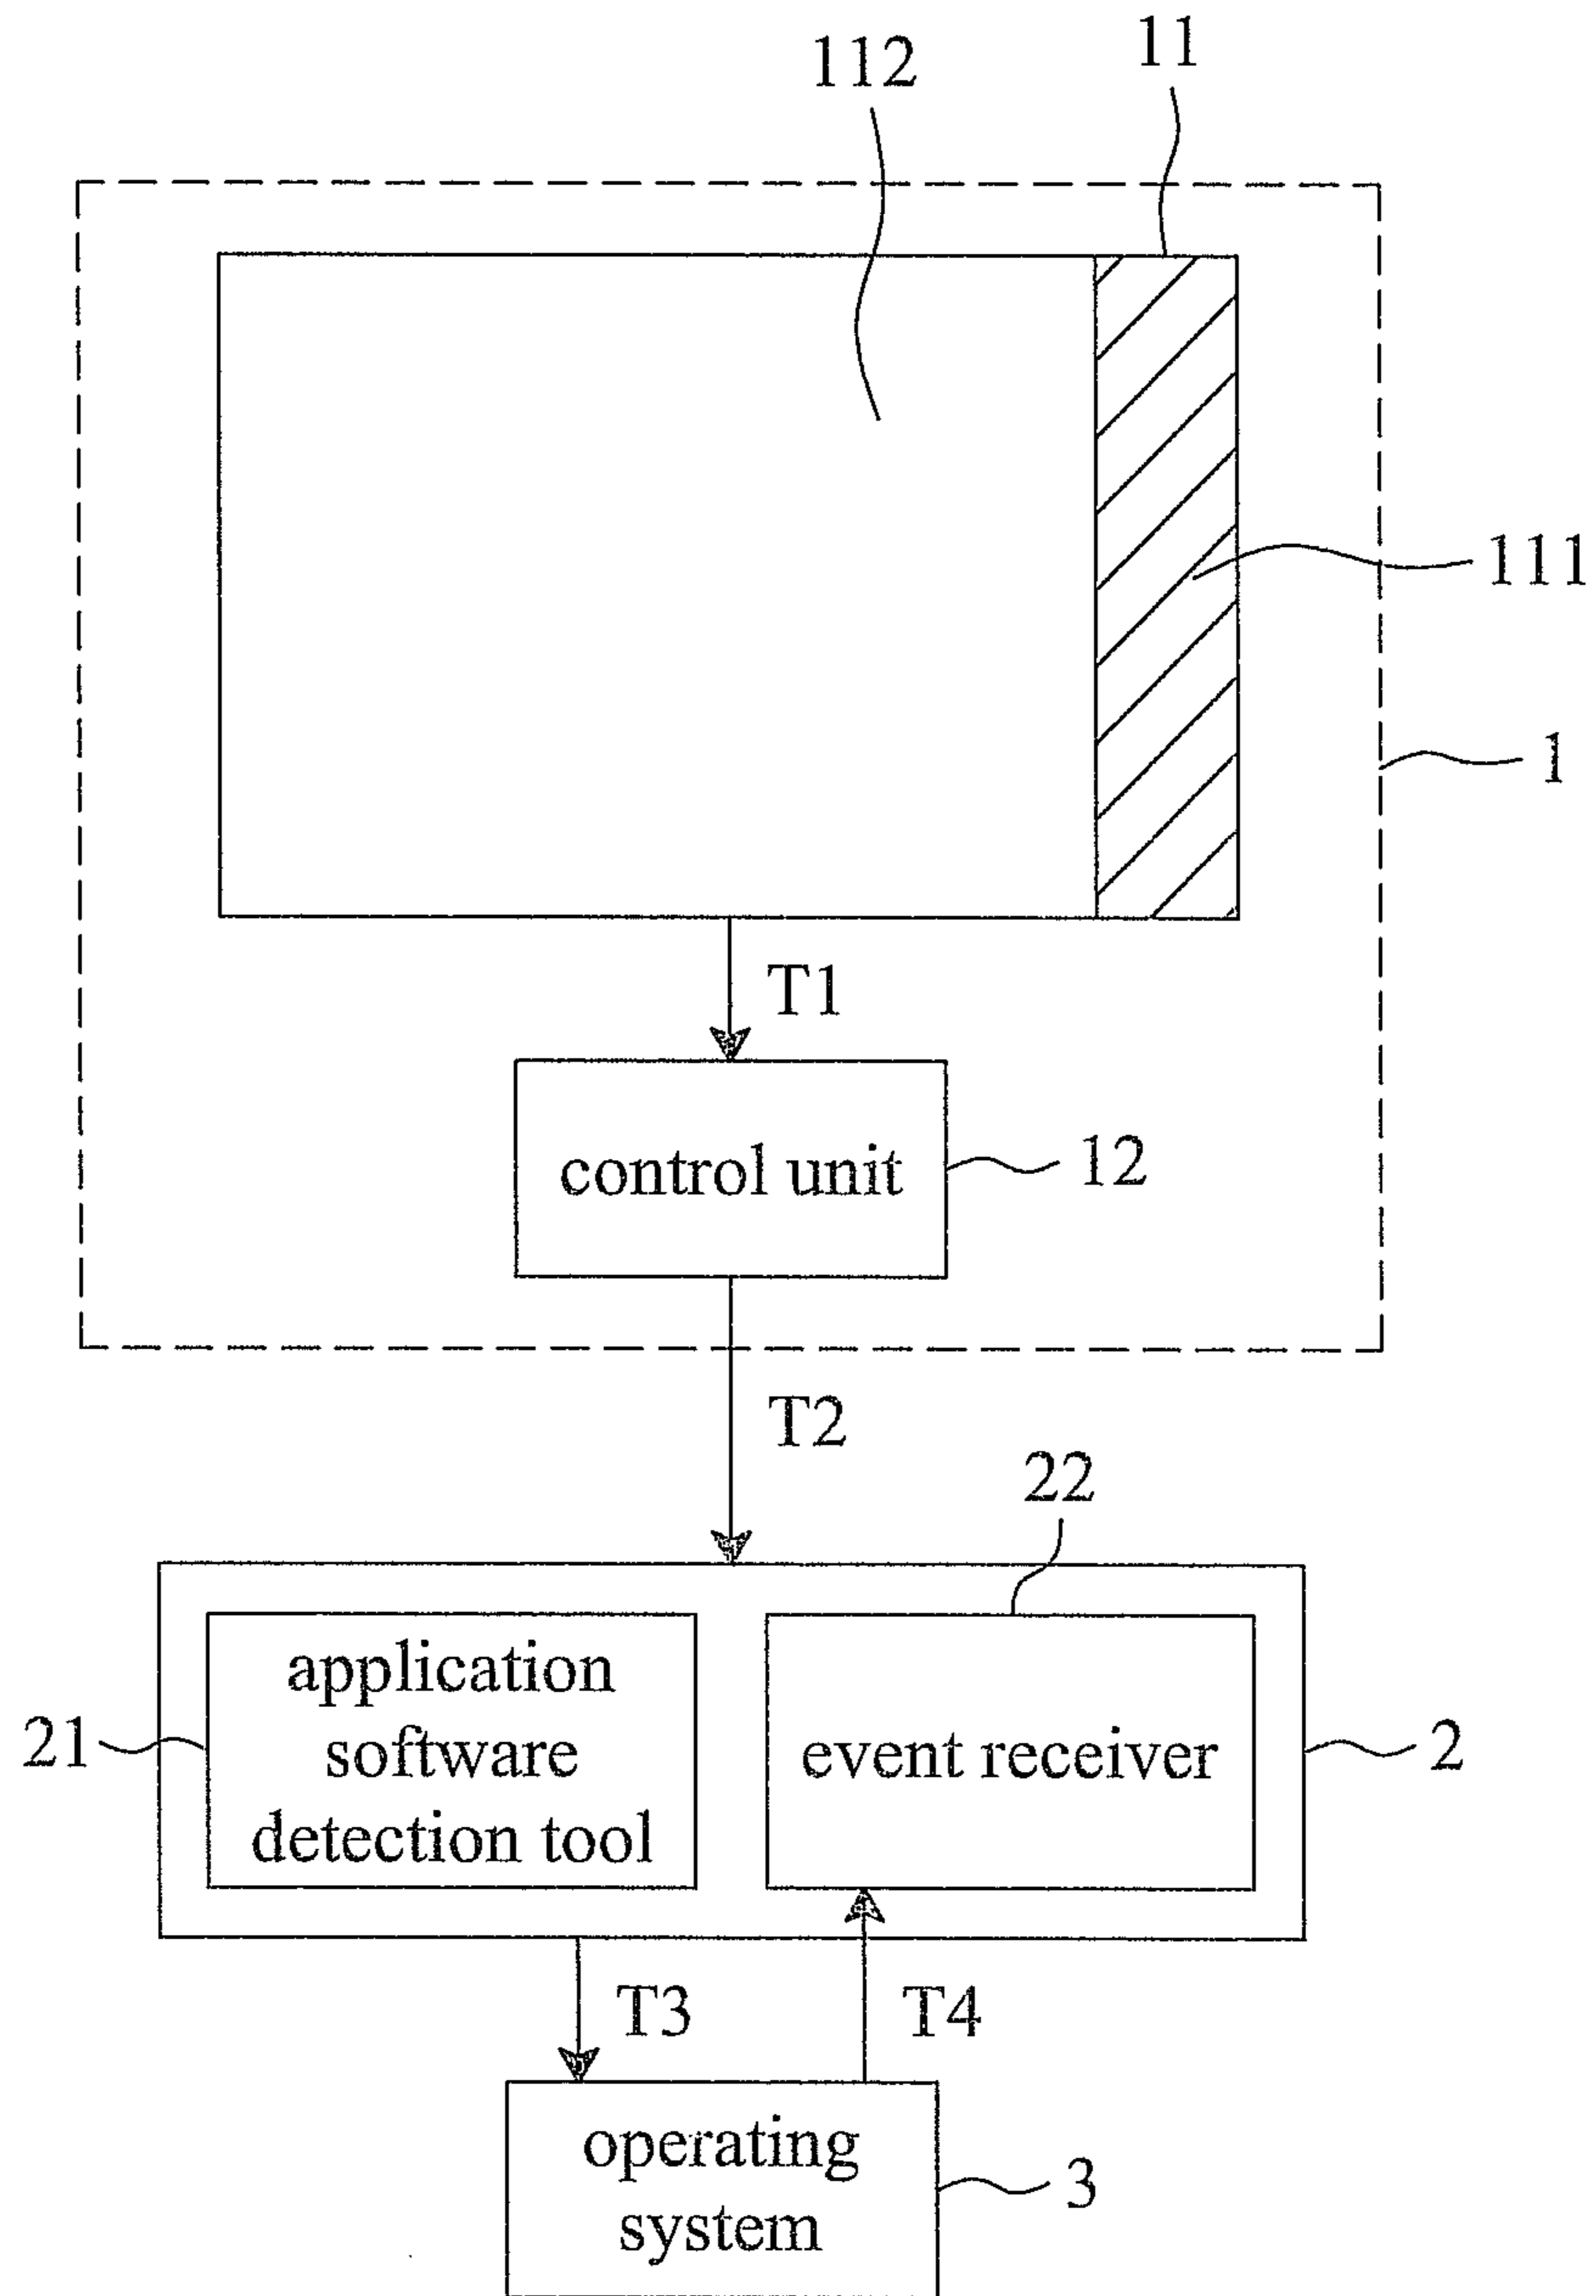 11
112
111
1
T1
control unit
12
T2
22
application
software
detection tool
event receiver
21
2
T3
T4
operating
system
3